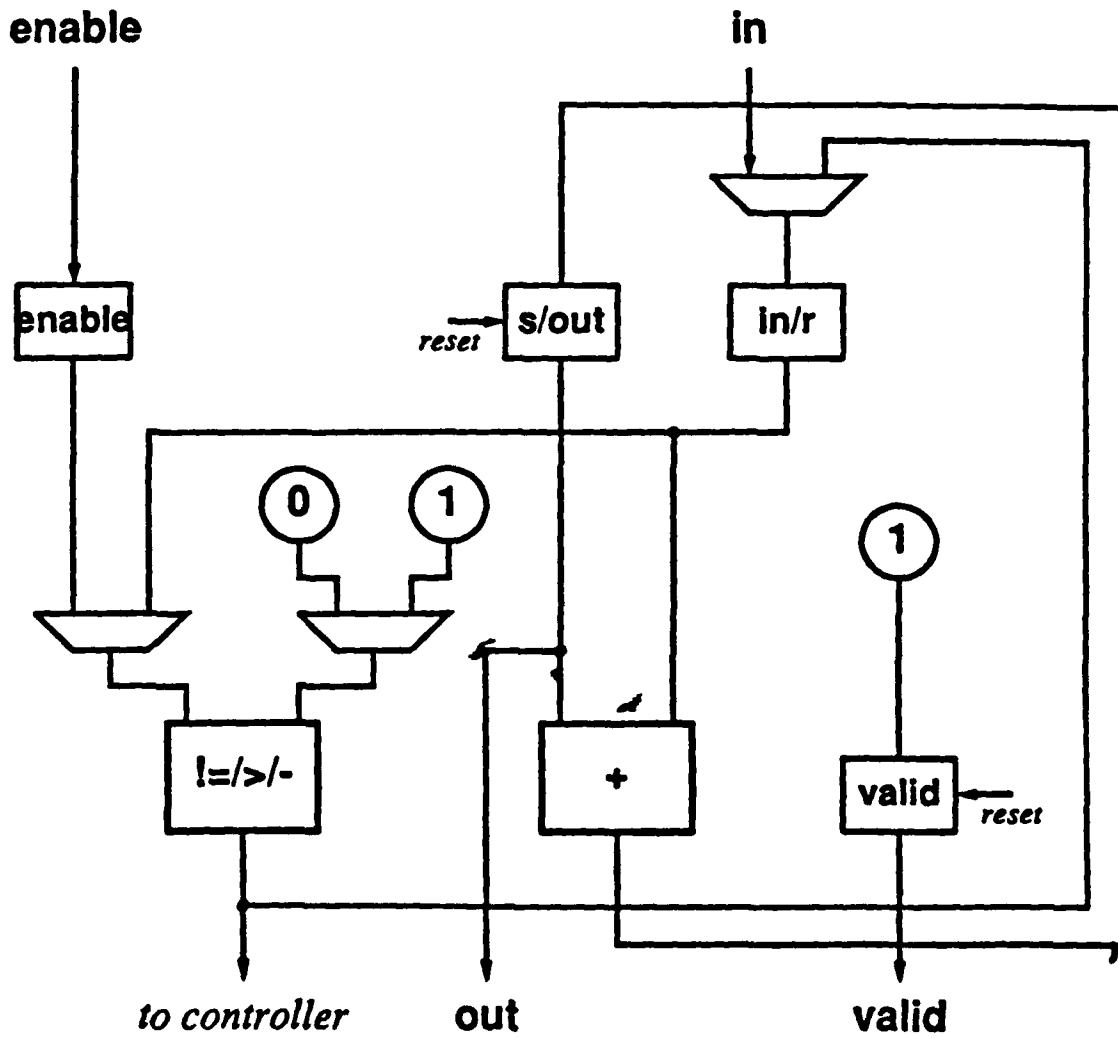 enable in
enable
s/out
in/r
reset
0
1
1
!=/>/-
+
valid
reset
to controller
out
valid